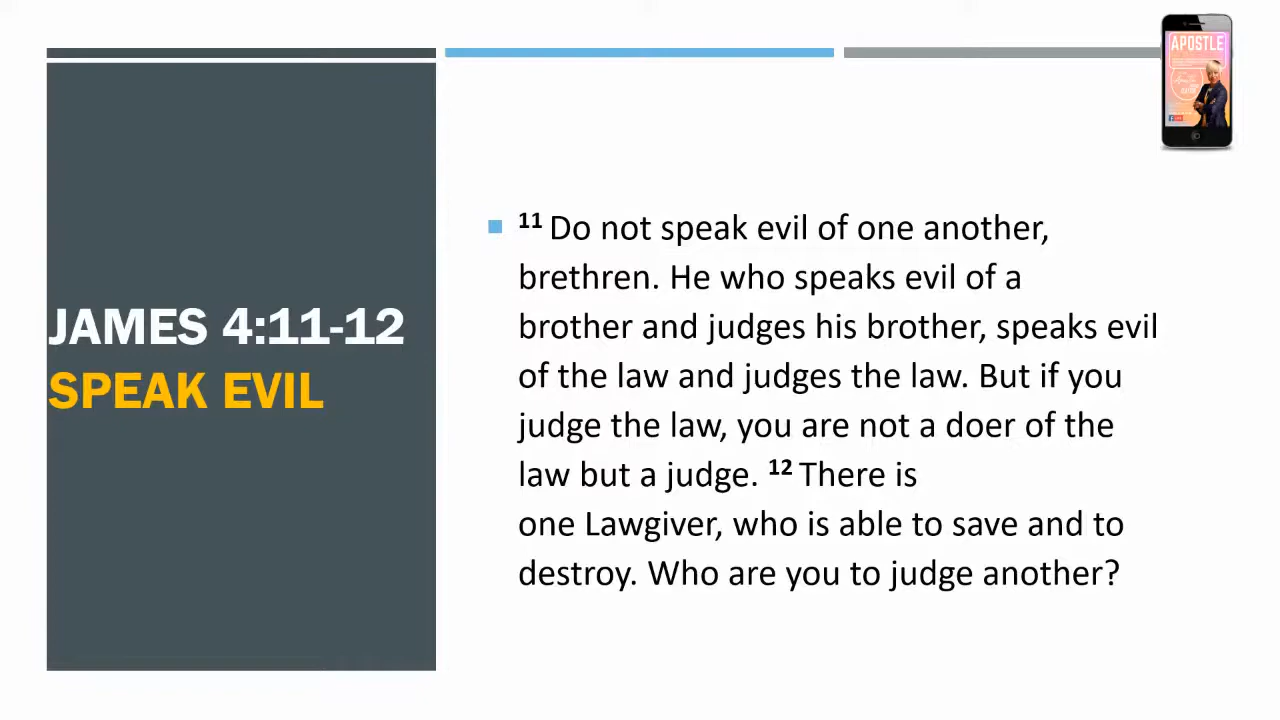 APOSTLE
JAMES 4:11-12
SPEAK EVIL
11 Do not speak evil of one another,
brethren. He who speaks evil of a
brother and judges his brother, speaks evil
of the law and judges the law. But if you
judge the law, you are not a doer of the
law but a judge. 12 There is
one Lawgiver, who is able to save and to
destroy. Who are you to judge another?